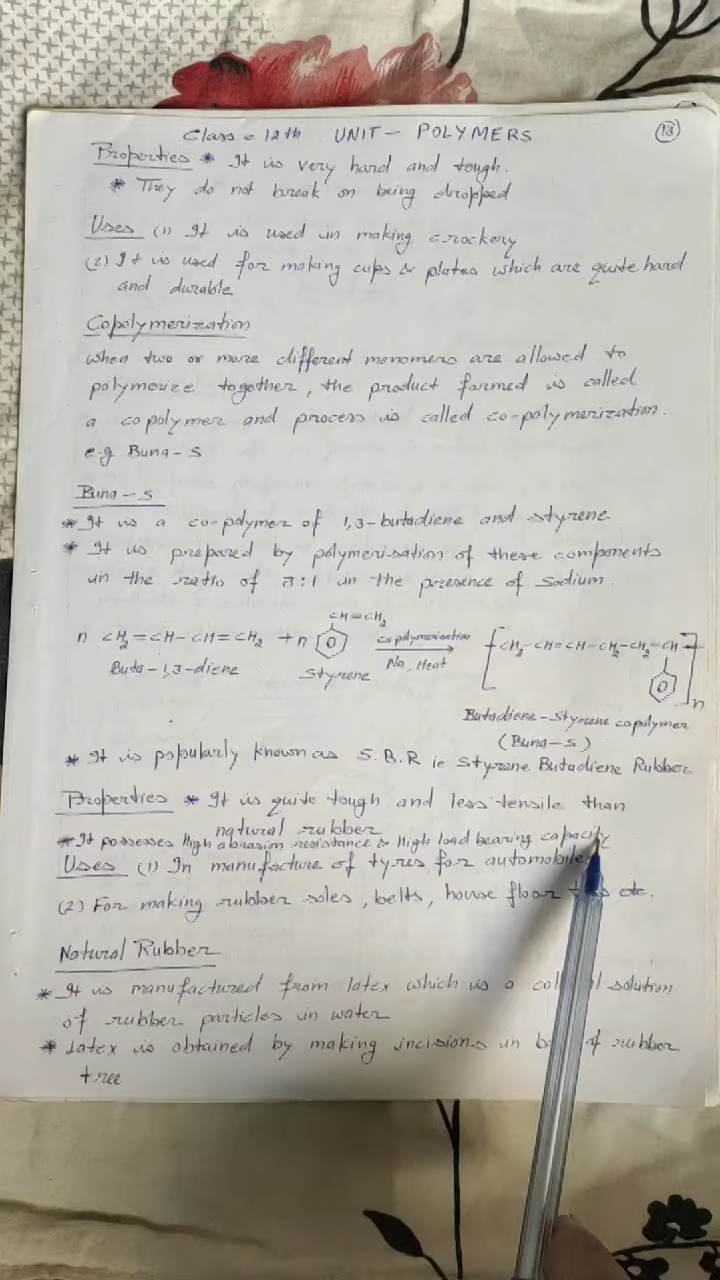 Class = 12th UNIT - POLYMERS
13
Properties * It is very hard and tough.
* They do not break on being dropped
Uses (1) It is used in making crockery
(2) It is used for making cups & plates which are quite hard
and durable
Copolymerization
when two or more different monomers are allowed to
polymerize together, the product formed is called
a copolymer and process is called co-polymerization.
e.g Buna-S
Buna-S
* It is a co-polymer of 1,3-butadiene and styrene
* It is prepared by polymerisation of these components
in the ratio of 3:1 in the presence of Sodium.
n CH2=CH-CH=CH2 + n CH=CH2 copolymerization Na, Heat [CH2-CH=CH-CH2-CH2-CH]n
Buta-1,3-diene Styrene
Butadiene-Styrene copolymer
(Buna-S)
* It is popularly known as S.B.R ie Styrene Butadiene Rubber
Properties * It is quite tough and less tensile than
natural rubber
* It possesses High abrasion resistance & High load bearing capacity
Uses (1) In manufacture of tyres for automobiles
(2) For making rubber soles, belts, house floor etc.
Natural Rubber
* It is manufactured from latex which is a solution
of rubber particles in water
* Latex is obtained by making incisions in of rubber
tree